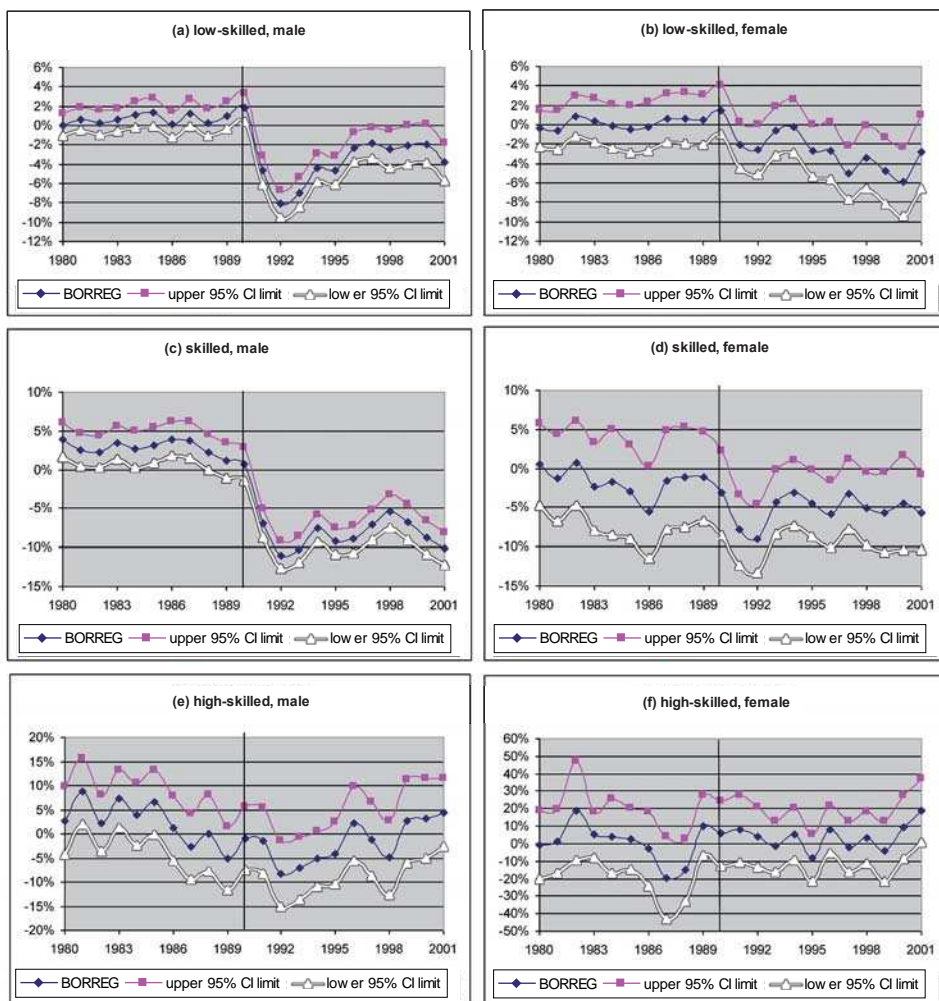 (a) low-skilled, male
6%
4%
2%
0%
-2%
-4%
-6%
-8%
-10%
-12%
1980 1983 1986 1989 1992 1995 1998 2001
BORREG upper 95% CI limit low er 95% CI limit
(b) low-skilled, female
6%
4%
2%
0%
-2%
-4%
-6%
-8%
-10%
-12%
1980 1983 1986 1989 1992 1995 1998 2001
BORREG upper 95% CI limit low er 95% CI limit
(c) skilled, male
10%
5%
0%
-5%
-10%
-15%
1980 1983 1986 1989 1992 1995 1998 2001
BORREG upper 95% CI limit low er 95% CI limit
(d) skilled, female
10%
5%
0%
-5%
-10%
-15%
1980 1983 1986 1989 1992 1995 1998 2001
BORREG upper 95% CI limit low er 95% CI limit
(e) high-skilled, male
20%
15%
10%
5%
0%
-5%
-10%
-15%
-20%
1980 1983 1986 1989 1992 1995 1998 2001
BORREG upper 95% CI limit low er 95% CI limit
(f) high-skilled, female
60%
50%
40%
30%
20%
10%
0%
-10%
-20%
-30%
-40%
-50%
1980 1983 1986 1989 1992 1995 1998 2001
BORREG upper 95% CI limit low er 95% CI limit